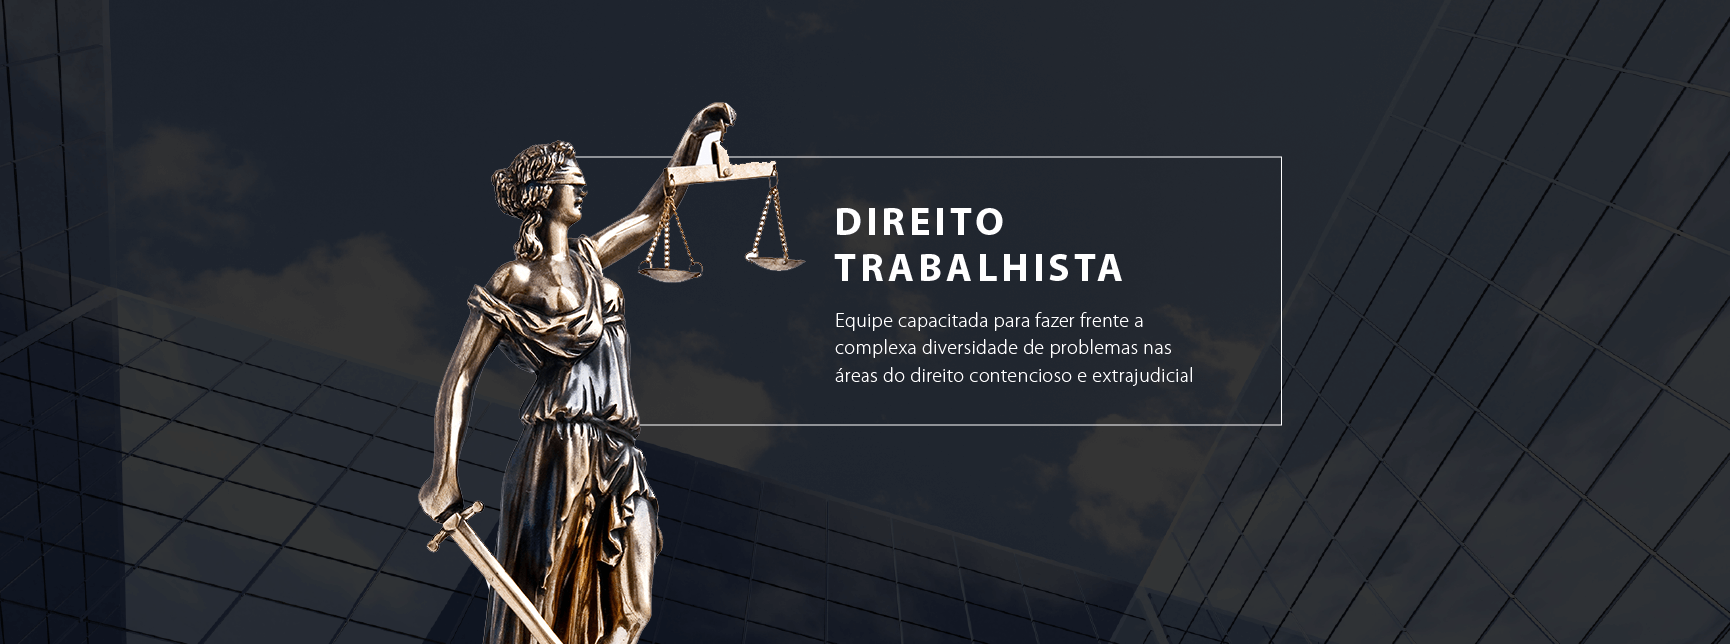 DIREITO
TRABALHISTA
Equipe capacitada para fazer frente a
complexa diversidade de problemas nas
áreas do direito contencioso e extrajudicial